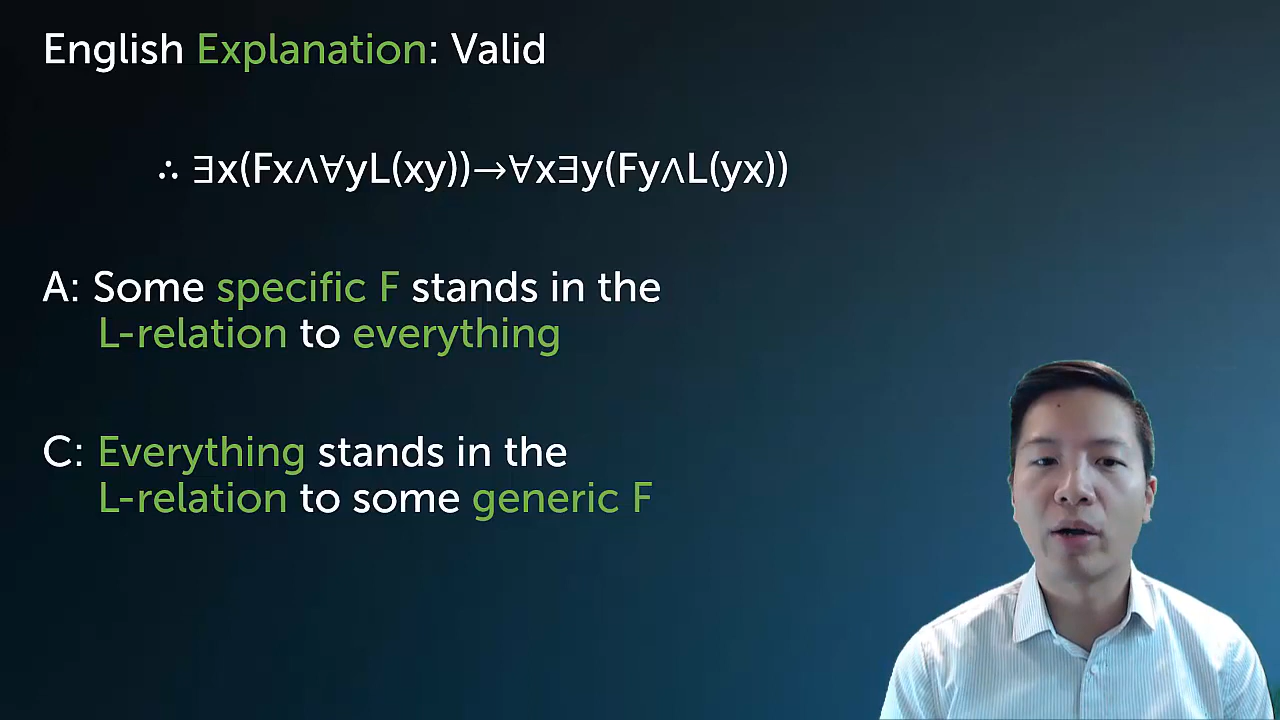 English Explanation: Valid
∴ ∃x(Fx∧∀yL(xy))→∀x∃y(Fy∧L(yx))
A: Some specific F stands in the
L-relation to everything
C: Everything stands in the
L-relation to some generic F